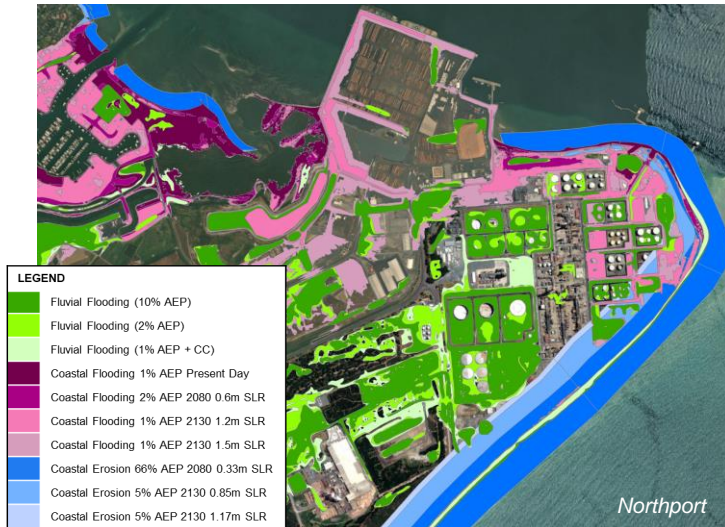 LEGEND
Fluvial Flooding (10% AEP)
Fluvial Flooding (2% AEP)
Fluvial Flooding (1% AEP + CC)
Coastal Flooding 1% AEP Present Day
Coastal Flooding 2% AEP 2080 0.6m SLR
Coastal Flooding 1% AEP 2130 1.2m SLR
Coastal Flooding 1% AEP 2130 1.5m SLR
Coastal Erosion 66% AEP 2080 0.33m SLR
Coastal Erosion 5% AEP 2130 0.85m SLR
Coastal Erosion 5% AEP 2130 1.17m SLR
Northport